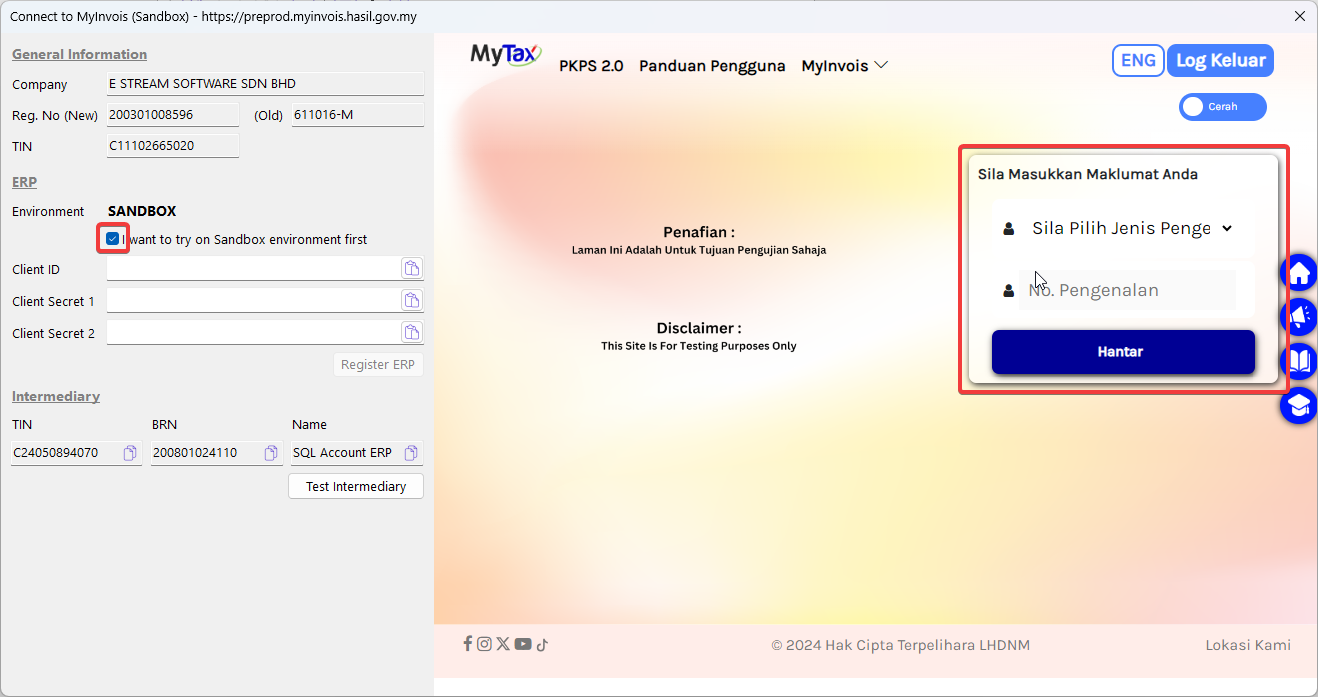 Connect to MyInvois (Sandbox) - https://preprod.myinvois.hasil.gov.my
General Information
Company E STREAM SOFTWARE SDN BHD
Reg. No (New) 200301008596 (Old) 611016-M
TIN C11102665020
ERP
Environment SANDBOX
I want to try on Sandbox environment first
Client ID
Client Secret 1
Client Secret 2
Register ERP
Intermediary
TIN BRN Name
C24050894070 200801024110 SQL Account ERP
Test Intermediary
MyTax PKPS 2.0 Panduan Pengguna MyInvois ENG Log Keluar
Cerah
Penafian :
Laman Ini Adalah Untuk Tujuan Pengujian Sahaja
Disclaimer :
This Site Is For Testing Purposes Only
Sila Masukkan Maklumat Anda
Sila Pilih Jenis Penge
No. Pengenalan
Hantar
© 2024 Hak Cipta Terpelihara LHDNM Lokasi Kami